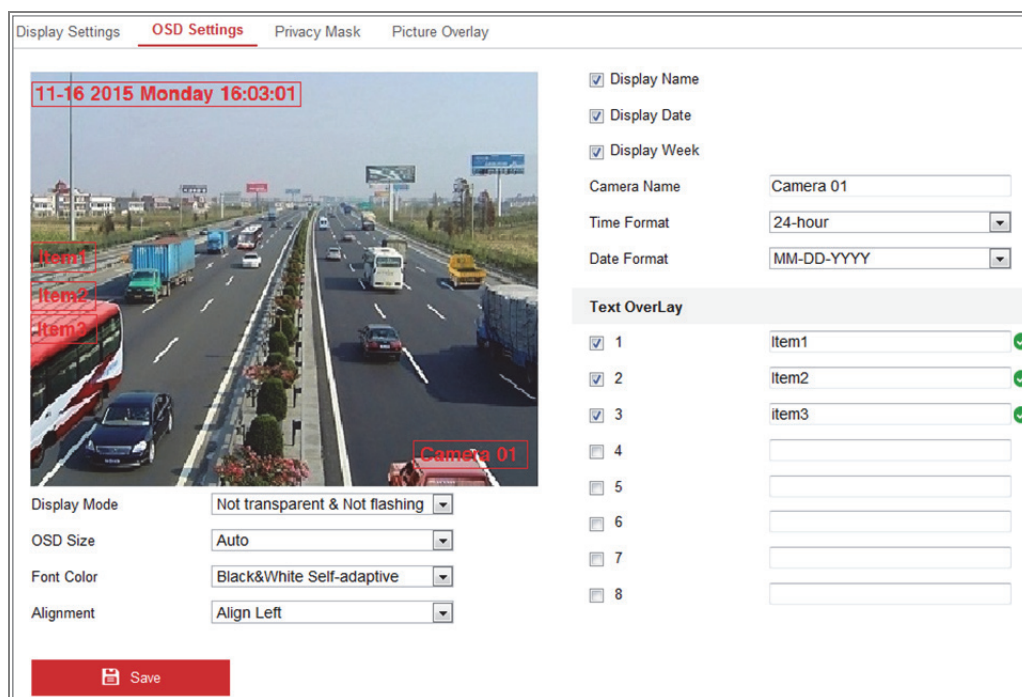 Display Settings OSD Settings Privacy Mask Picture Overlay
11-16 2015 Monday 16:03:01
Item1
Item2
Item3
Camera 01
Display Mode Not transparent & Not flashing
OSD Size Auto
Font Color Black&White Self-adaptive
Alignment Align Left
Save
Display Name
Display Date
Display Week
Camera Name Camera 01
Time Format 24-hour
Date Format MM-DD-YYYY
Text OverLay
1 Item1
2 Item2
3 item3
4
5
6
7
8